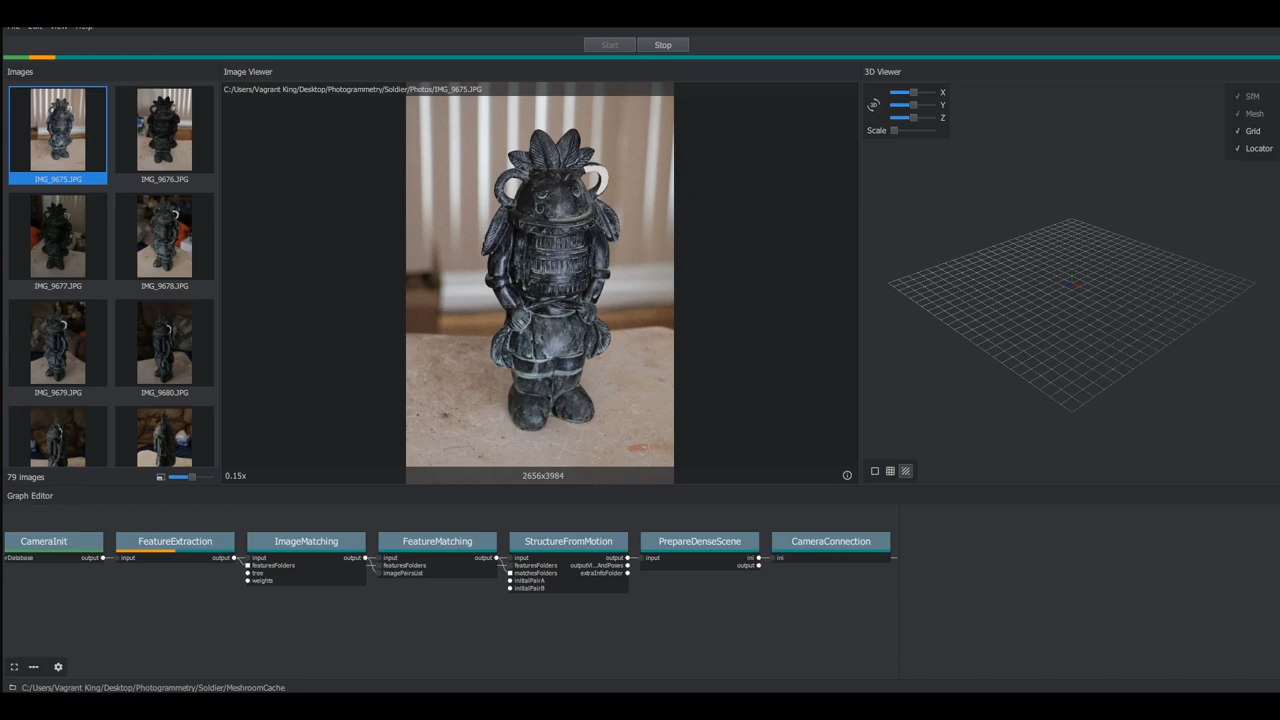 Start Stop
Images
Image Viewer
3D Viewer
C:/Users/Vagrant King/Desktop/Photogrammetry/Soldier/Photos/IMG_9675.JPG
X
Y
Z
Scale
✓ SfM
✓ Mesh
✓ Grid
✓ Locator
IMG_9675.JPG IMG_9676.JPG
IMG_9677.JPG IMG_9678.JPG
IMG_9679.JPG IMG_9680.JPG
79 images
0.15x
2656x3984
Graph Editor
CameraInit
rDatabase output
FeatureExtraction
input output
ImageMatching
input output
featuresFolders
tree
weights
FeatureMatching
input output
featuresFolders
imagePairsList
StructureFromMotion
input output
featuresFolders outputVi...AndPoses
matchesFolders extraInfoFolder
initialPairA
initialPairB
PrepareDenseScene
input ini
output
CameraConnection
ini
C:/Users/Vagrant King/Desktop/Photogrammetry/Soldier/MeshroomCache